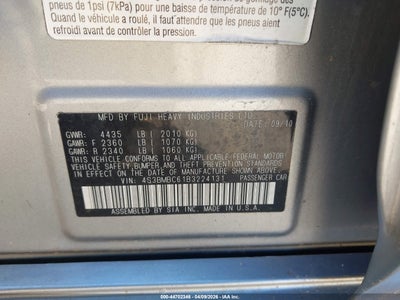 pneus de 1psi (7kPa) pour une baisse de température de 10° F(5°C).
Quand le véhicule a roulé, il faut attendre que les pneus aient
refroidi avant de contrôler la pression.
MFD BY FUJI HEAVY INDUSTRIES LTD.
DATE: 09/10
GVWR: 4435 LB ( 2010 KG)
GAWR: F 2360 LB ( 1070 KG)
GAWR: R 2340 LB ( 1060 KG)
THIS CONFORMS TO ALL APPLICABLE FEDERAL MOTOR
VEHICLE SAFETY, BUMPER, AND THEFT PREVENTION STANDARDS
IN EFFECT ON THE DATE OF MANUFACTURE SHOWN ABOVE.
VIN: 4S3BMBC61B3224131 PASSENGER CAR
ASSEMBLED BY SIA INC.
ASSEMBLED IN U.S.A.
000-44702346 - 04/09/2026 - IAA Inc.